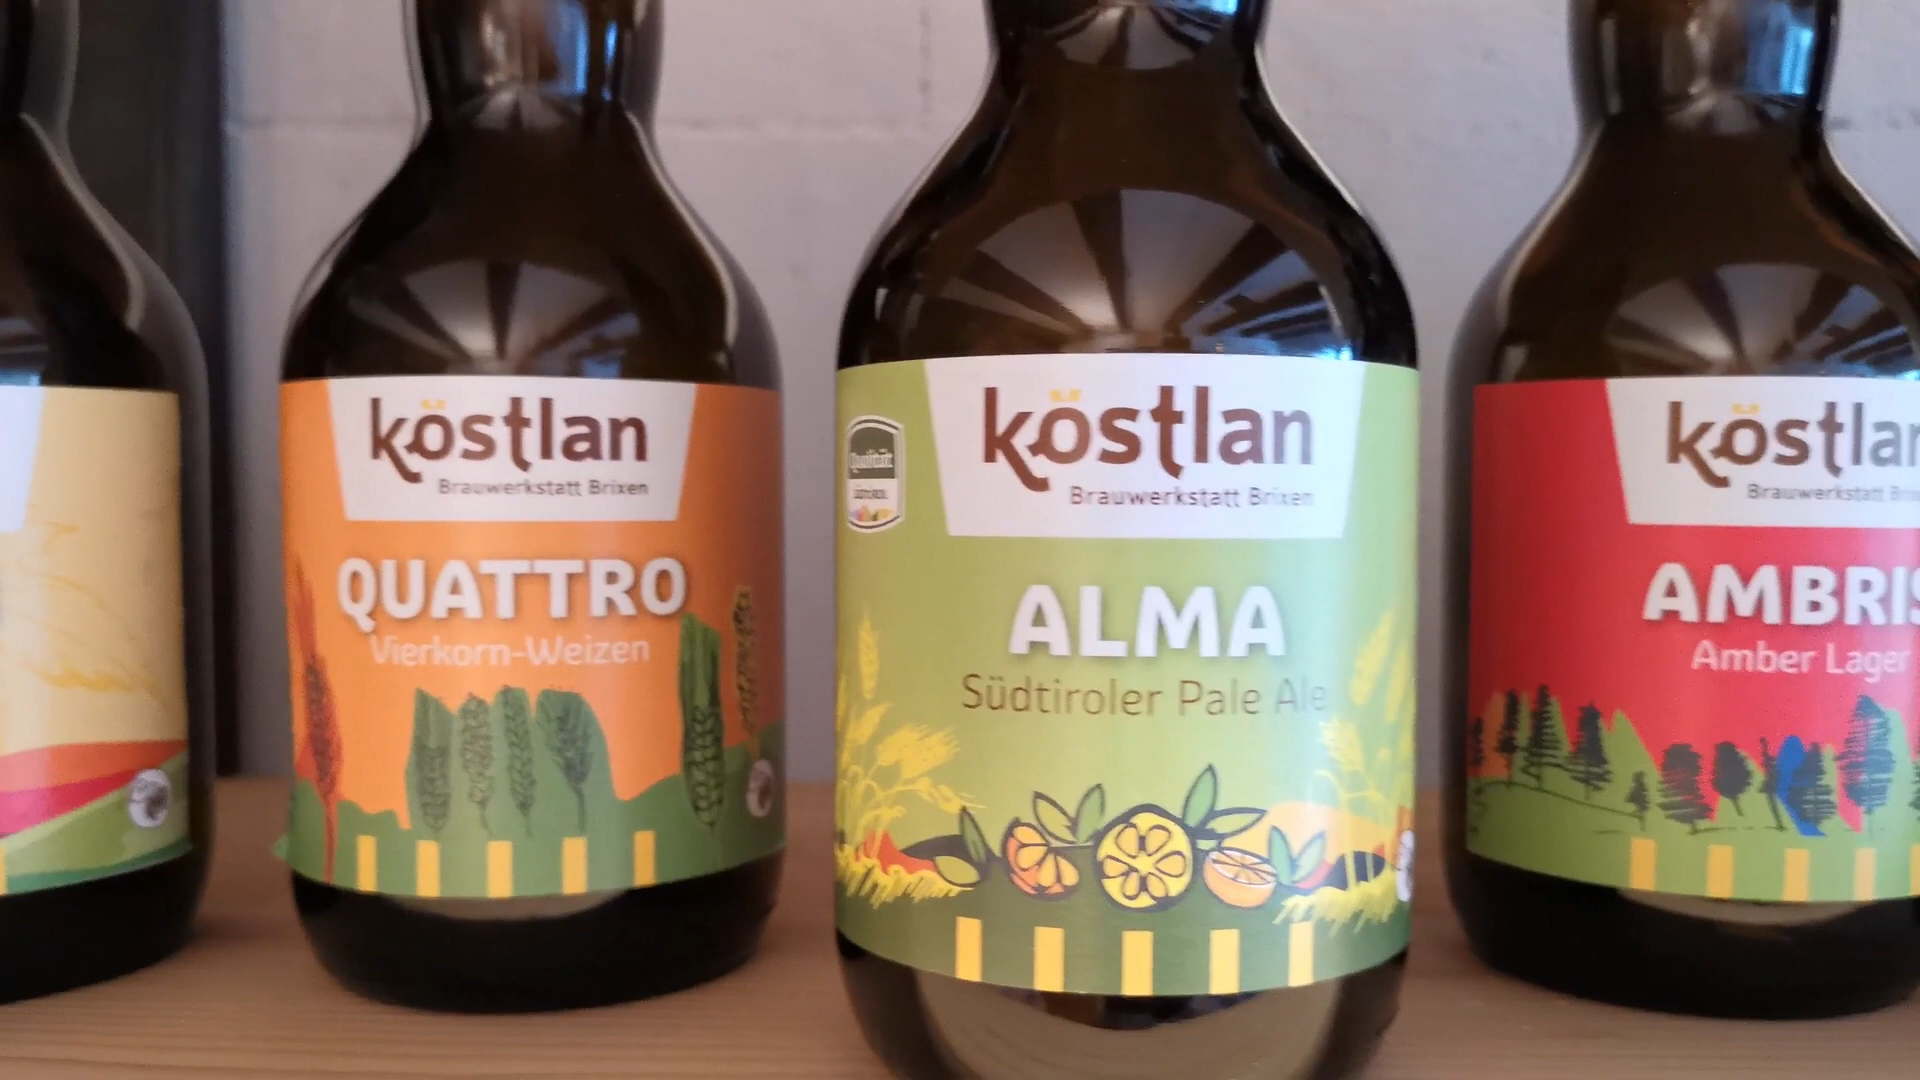 köstlan
Brauwerkstatt Brixen
QUATTRO
Vierkorn-Weizen
Qualität
köstlan
Brauwerkstatt Brixen
ALMA
Südtiroler Pale Ale
köstlan
Brauwerkstatt Brixen
AMBRIS
Amber Lager